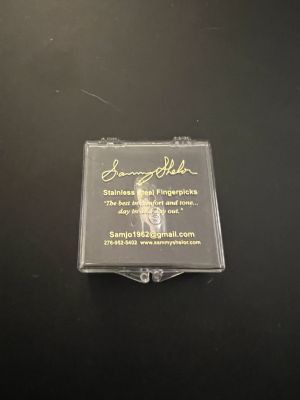 Sammy Shelor
Stainless Steel Fingerpicks
"The best in comfort and tone...
day in and day out."
Samjo1962@gmail.com
276-952-5402 www.sammyshelor.com